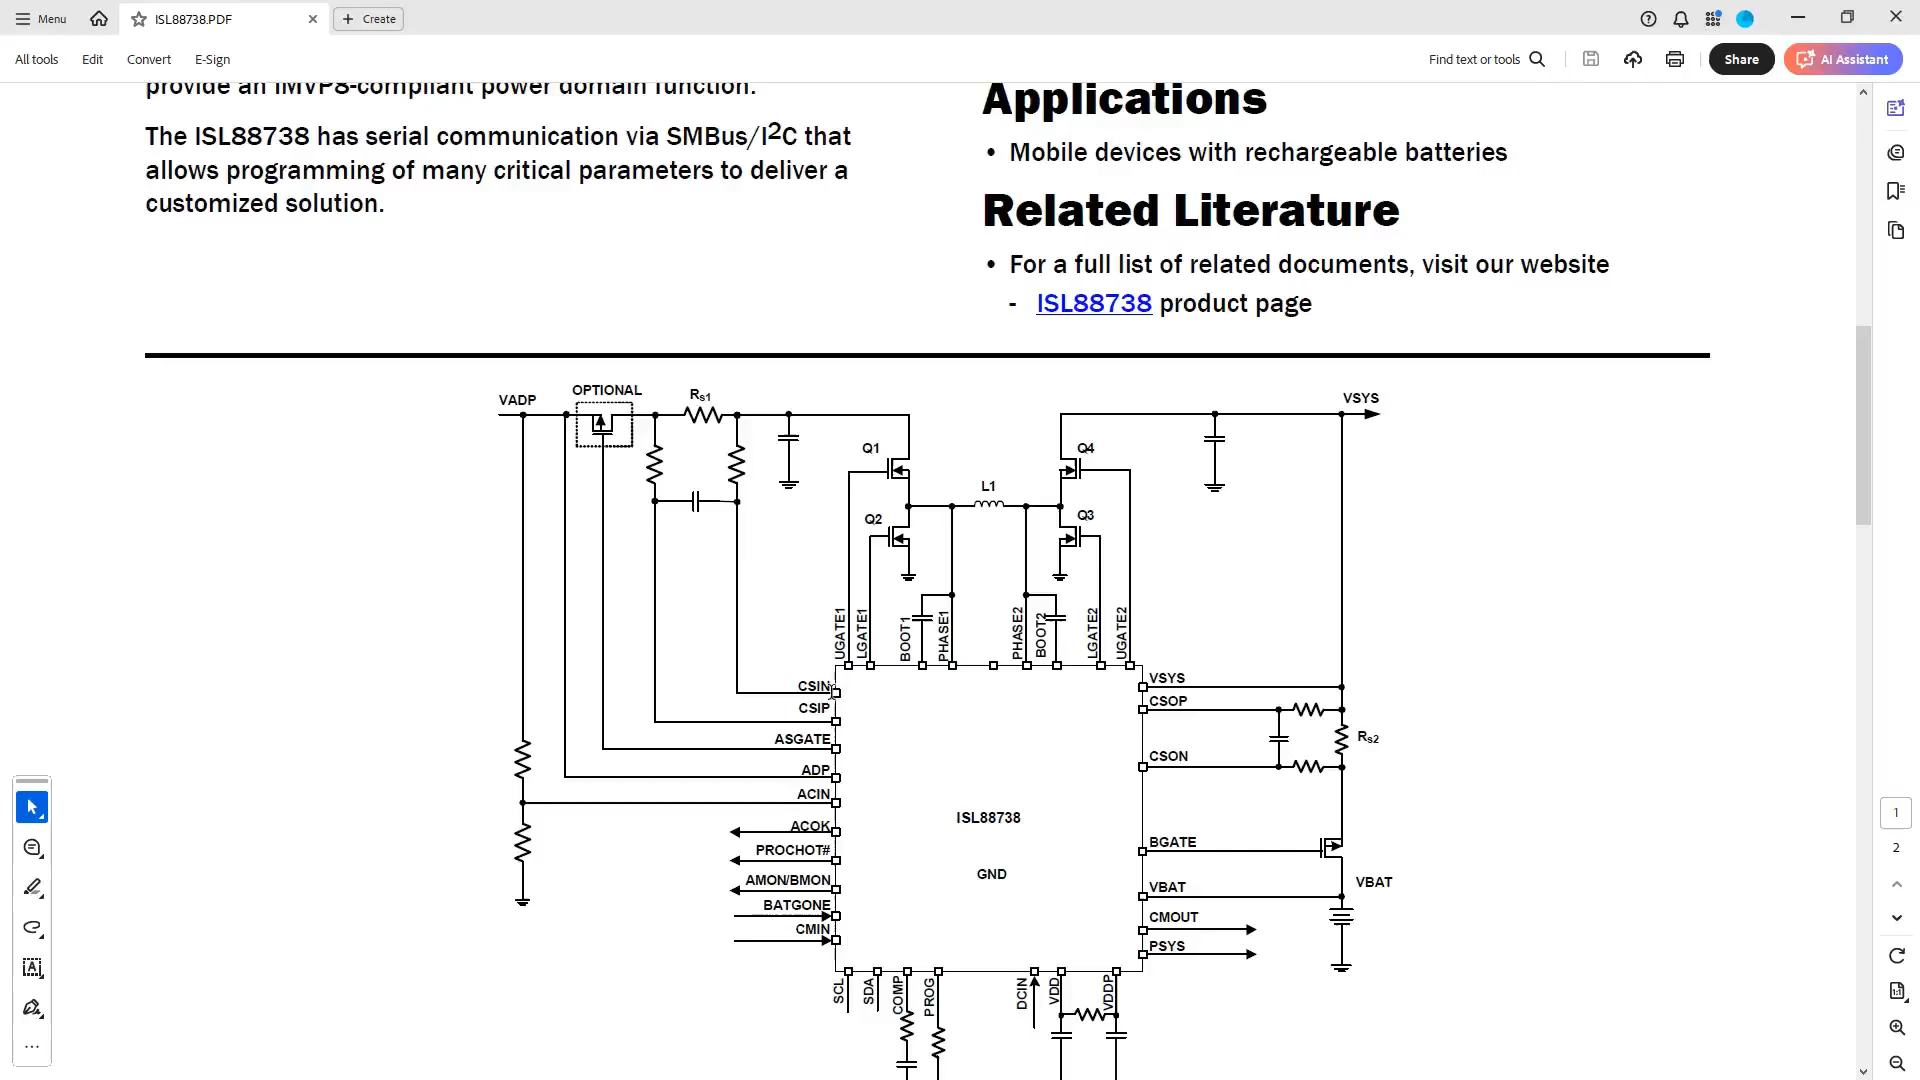 Menu
ISL88738.PDF
Create
All tools
Edit
Convert
E-Sign
Find text or tools
Share
AI Assistant
provide an IMVP8-compliant power domain function.
The ISL88738 has serial communication via SMBus/I2C that
allows programming of many critical parameters to deliver a
customized solution.
Applications
• Mobile devices with rechargeable batteries
Related Literature
• For a full list of related documents, visit our website
- ISL88738 product page
VADP
OPTIONAL
Rs1
VSYS
Q1
Q4
L1
Q2
Q3
UGATE1
LGATE1
BOOT1
PHASE1
PHASE2
BOOT2
LGATE2
UGATE2
CSIN
CSIP
ASGATE
ADP
ACIN
ACOK
PROCHOT#
AMON/BMON
BATGONE
CMIN
ISL88738
GND
VSYS
CSOP
Rs2
CSON
BGATE
VBAT
VBAT
CMOUT
PSYS
SCL
SDA
COMP
PROG
DCIN
VDD
VDDP
1
2